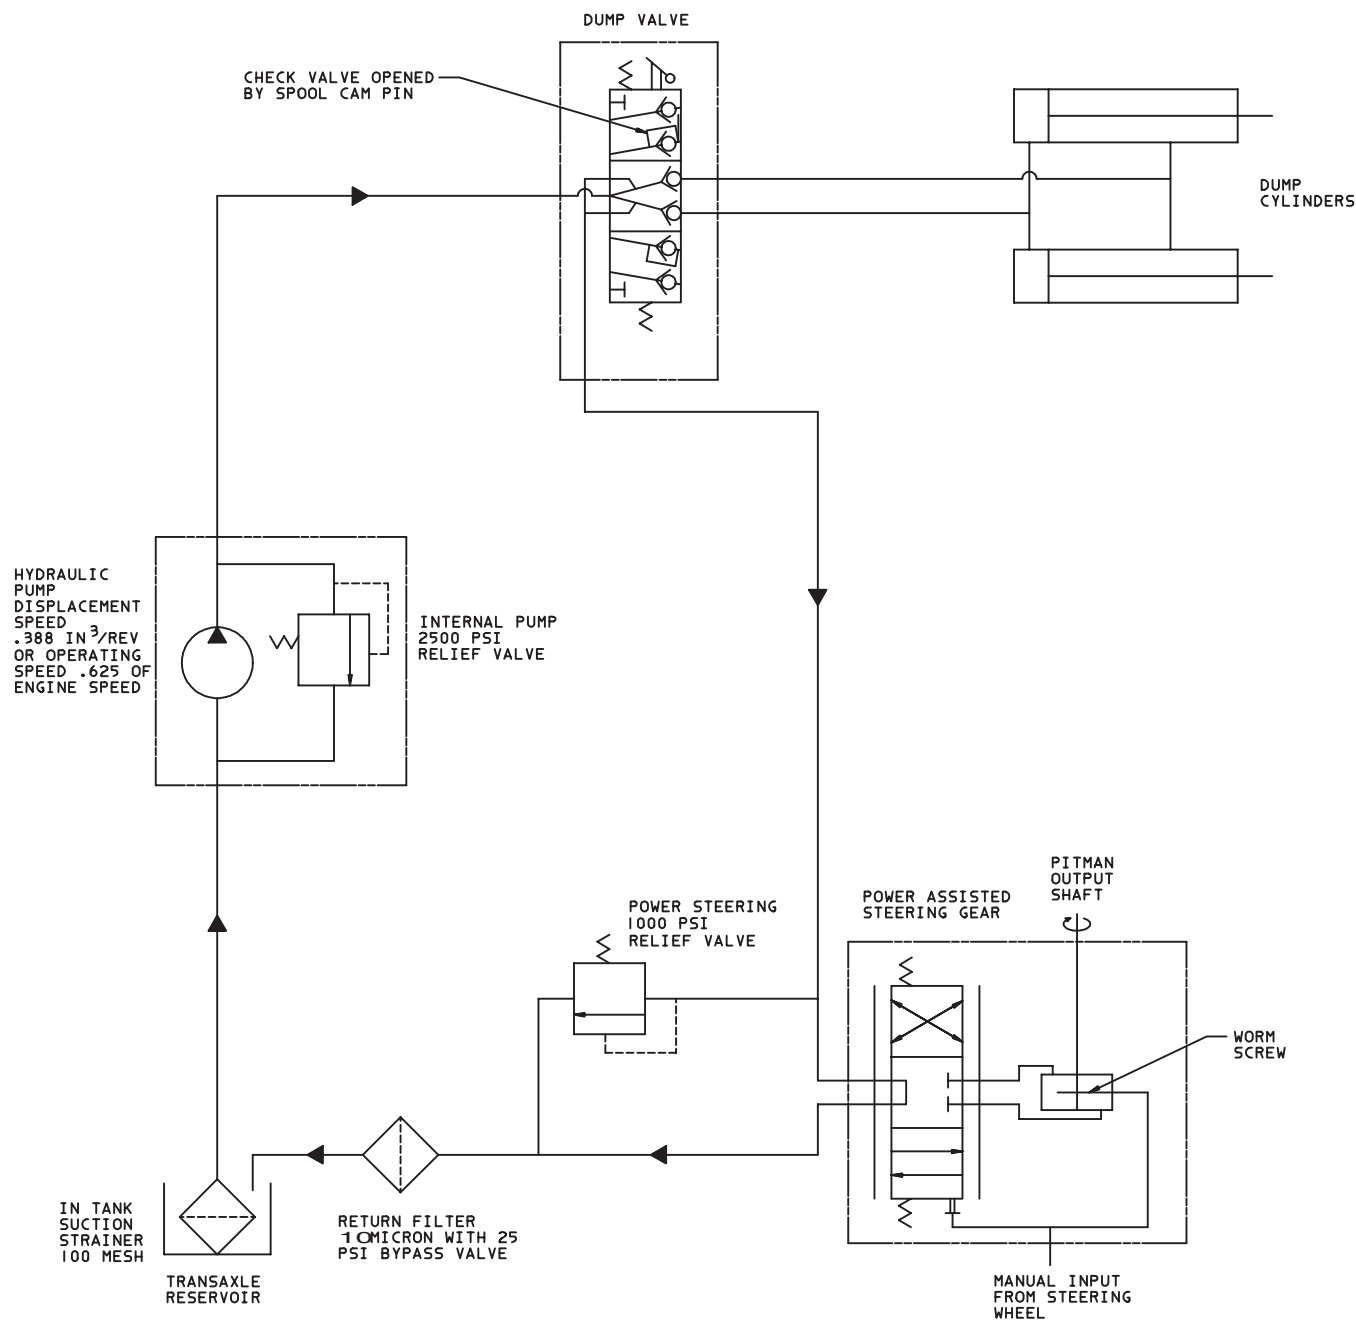 DUMP VALVE
CHECK VALVE OPENED
BY SPOOL CAM PIN
DUMP
CYLINDERS
HYDRAULIC
PUMP
DISPLACEMENT
SPEED
.388 IN³/REV
OR OPERATING
SPEED .625 OF
ENGINE SPEED
INTERNAL PUMP
2500 PSI
RELIEF VALVE
PITMAN
OUTPUT
SHAFT
POWER ASSISTED
STEERING GEAR
POWER STEERING
1000 PSI
RELIEF VALVE
WORM
SCREW
IN TANK
SUCTION
STRAINER
100 MESH
RETURN FILTER
10MICRON WITH 25
PSI BYPASS VALVE
TRANSAXLE
RESERVOIR
MANUAL INPUT
FROM STEERING
WHEEL